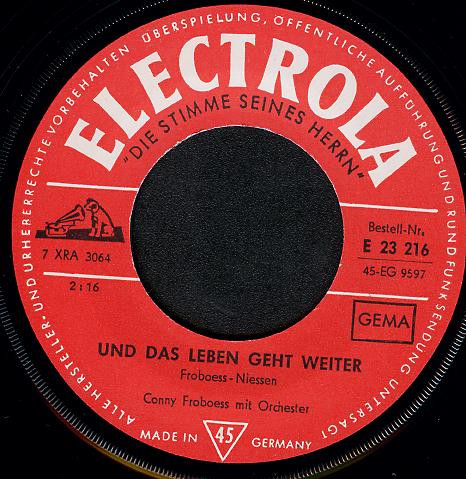 ALLE HERSTELLER- UND URHEBERRECHTE VORBEHALTEN ÜBERSPIELUNG, ÖFFENTLICHE AUFFÜHRUNG UND RUNDFUNKSENDUNG UNTERSAGT
ELECTROLA
„DIE STIMME SEINES HERRN"
7 XRA 3064
2:16
Bestell-Nr.
E 23 216
45-EG 9597
GEMA
UND DAS LEBEN GEHT WEITER
Froboess - Niessen
Conny Froboess mit Orchester
MADE IN 45 GERMANY